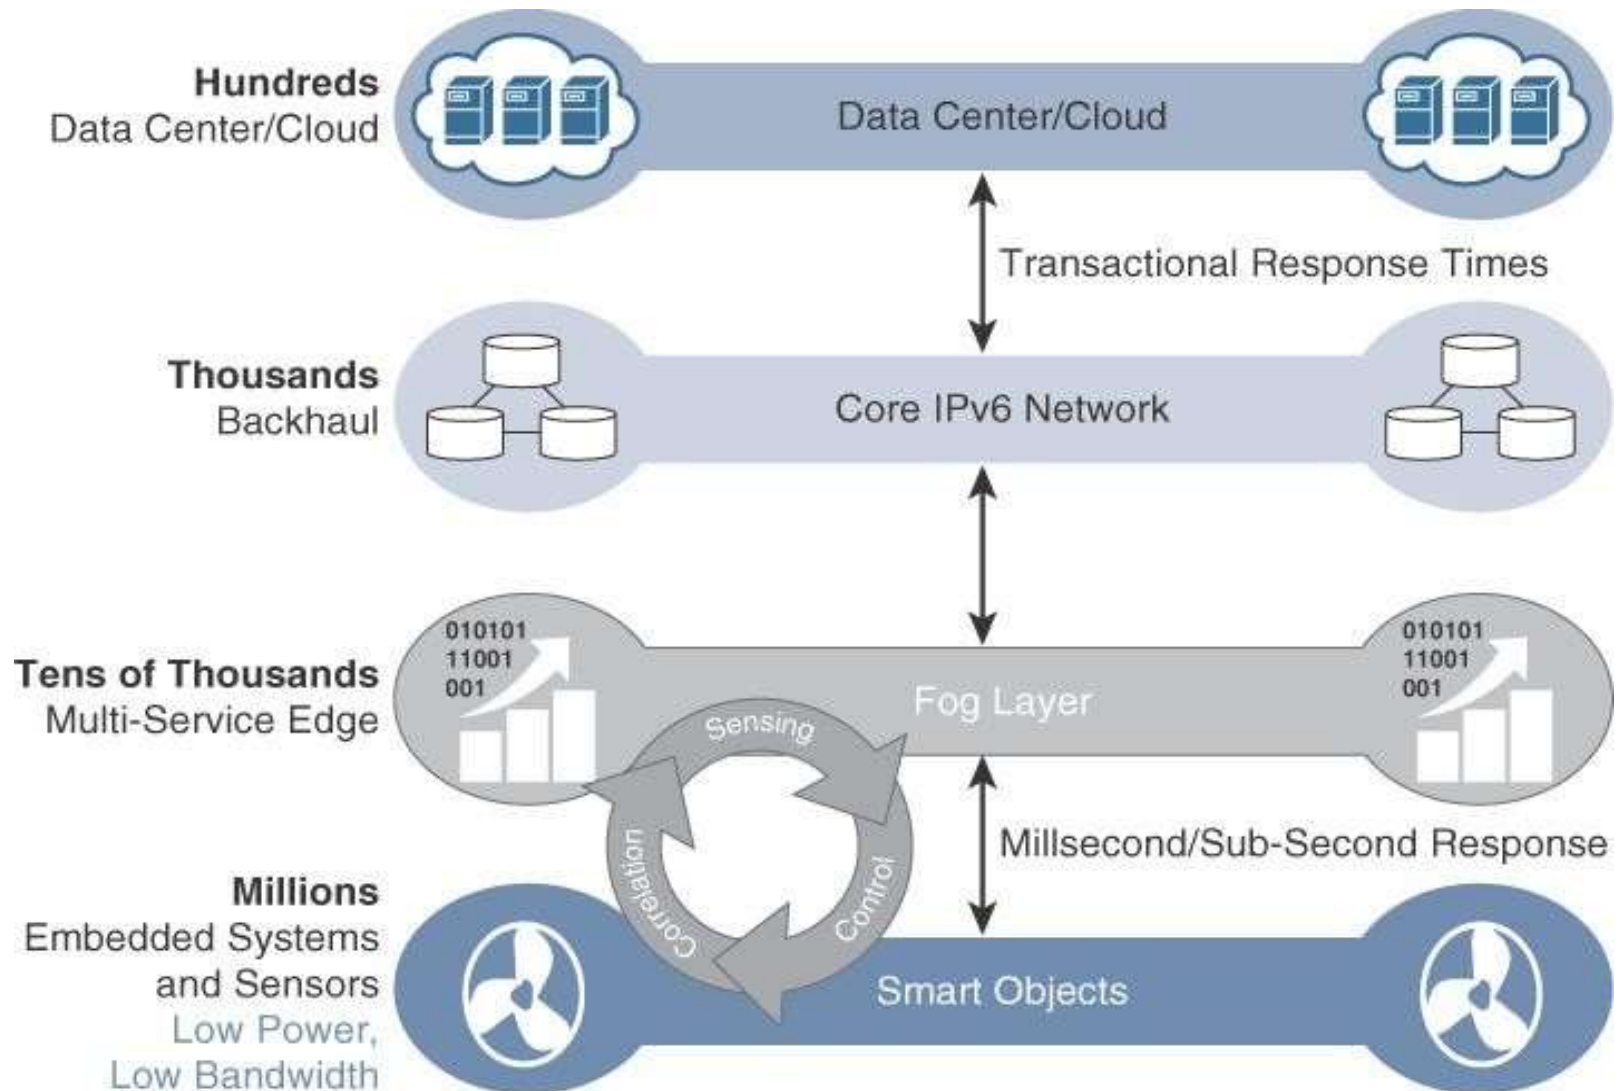 Hundreds
Data Center/Cloud
Data Center/Cloud
Transactional Response Times
Thousands
Backhaul
Core IPv6 Network
010101
11001
001
010101
11001
001
Tens of Thousands
Multi-Service Edge
Fog Layer
Sensing
Control
Correlation
Millsecond/Sub-Second Response
Millions
Embedded Systems
and Sensors
Low Power,
Low Bandwidth
Smart Objects